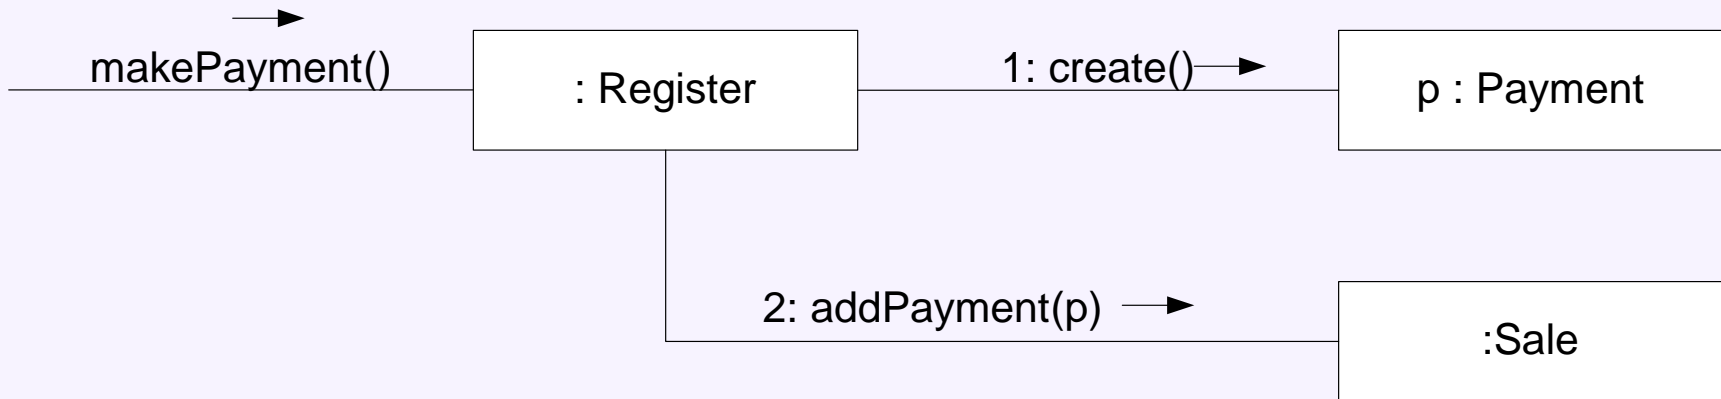 makePayment()
: Register
1: create()
p : Payment
2: addPayment(p)
:Sale